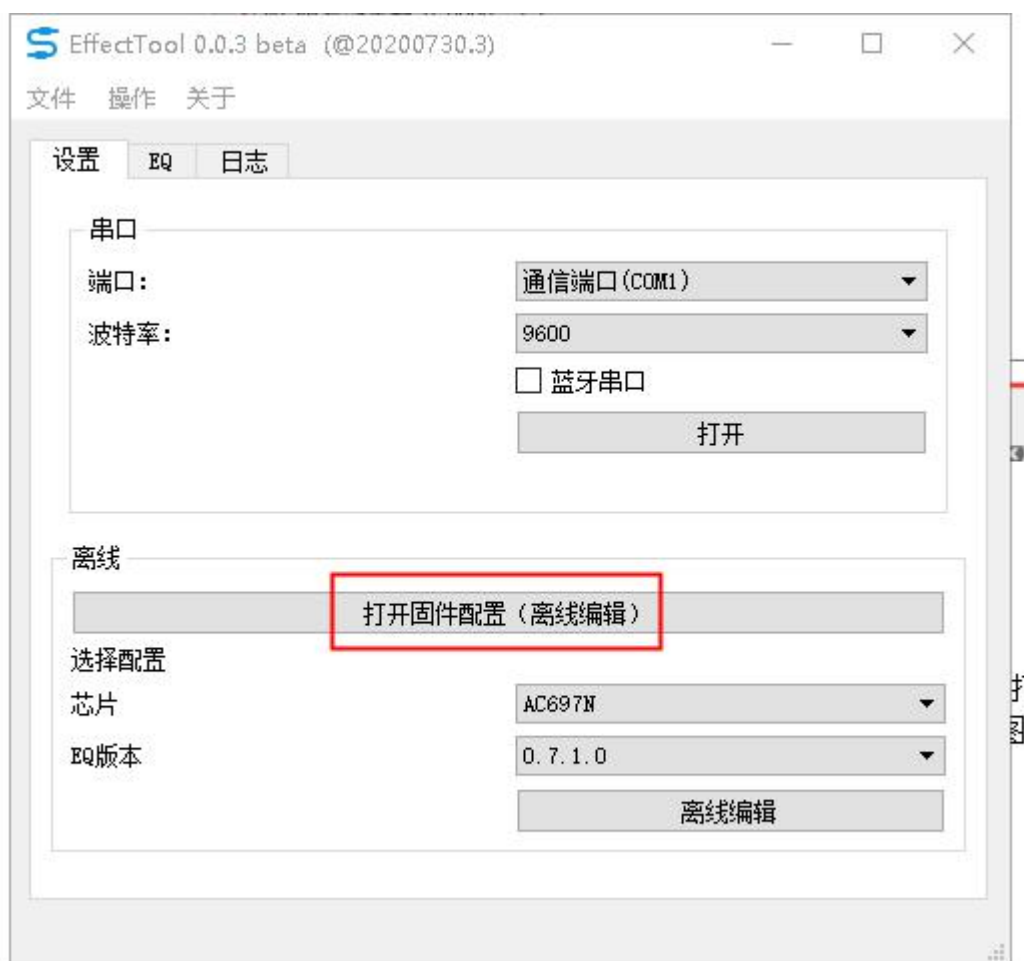 EffectTool 0.0.3 beta (@20200730.3)
文件 操作 关于
设置 EQ 日志
串口
端口: 通信端口(COM1)
波特率: 9600
蓝牙串口
打开
离线
打开固件配置（离线编辑）
选择配置
芯片 AC697N
EQ版本 0.7.1.0
离线编辑